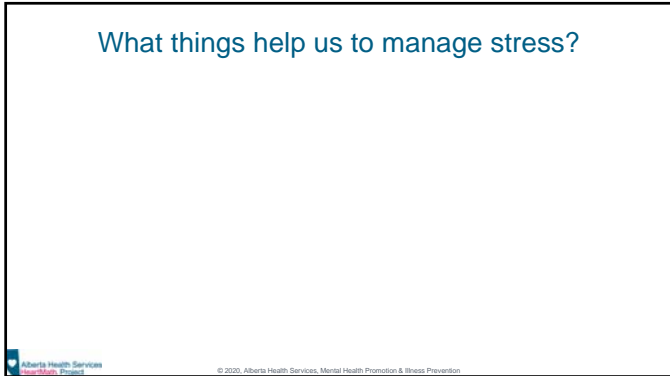 What things help us to manage stress?
Alberta Health Services
HeartMath Project
© 2020, Alberta Health Services, Mental Health Promotion & Illness Prevention